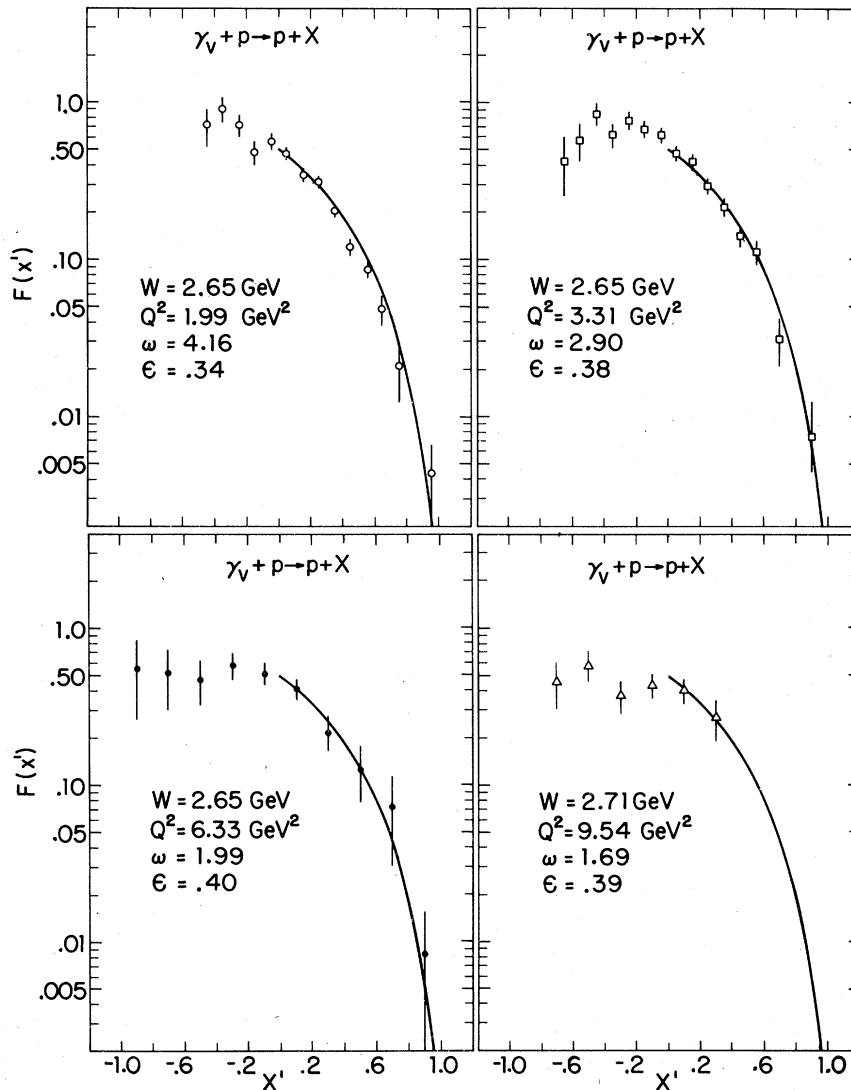 γᵥ + p → p + X
γᵥ + p → p + X
1.0
.50
.10
.05
.01
.005
F(x')
W = 2.65 GeV
Q² = 1.99 GeV²
ω = 4.16
ϵ = .34
W = 2.65 GeV
Q² = 3.31 GeV²
ω = 2.90
ϵ = .38
γᵥ + p → p + X
γᵥ + p → p + X
1.0
.50
.10
.05
.01
.005
F(x')
W = 2.65 GeV
Q² = 6.33 GeV²
ω = 1.99
ϵ = .40
W = 2.71 GeV
Q² = 9.54 GeV²
ω = 1.69
ϵ = .39
-1.0 -.6 -.2 .2 .6 1.0
-1.0 -.6 -.2 .2 .6 1.0
X'
X'